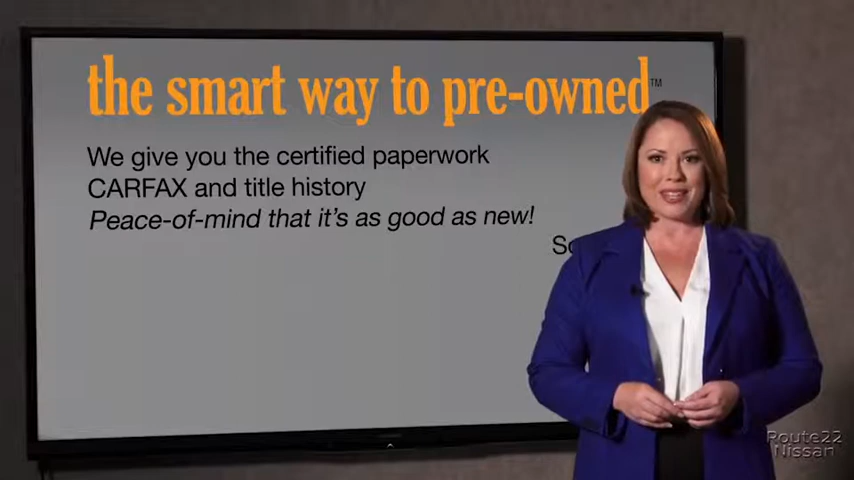 the smart way to pre-owned™
We give you the certified paperwork
CARFAX and title history
Peace-of-mind that it's as good as new!
Route22
Nissan